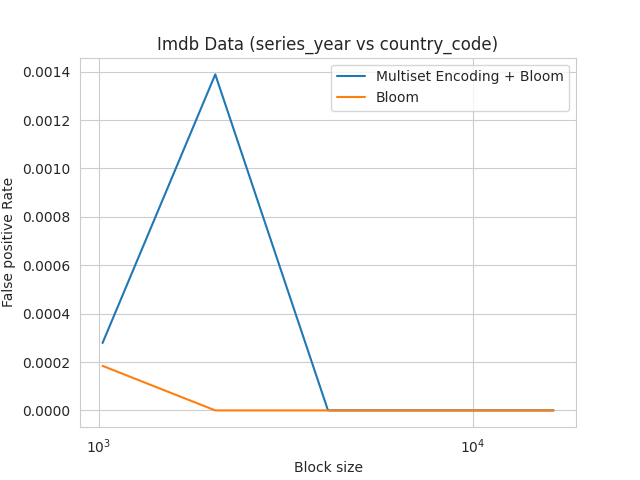 Imdb Data (series_year vs country_code)
Multiset Encoding + Bloom
Bloom
0.0014
0.0012
0.0010
0.0008
0.0006
0.0004
0.0002
0.0000
False positive Rate
10³
10⁴
Block size